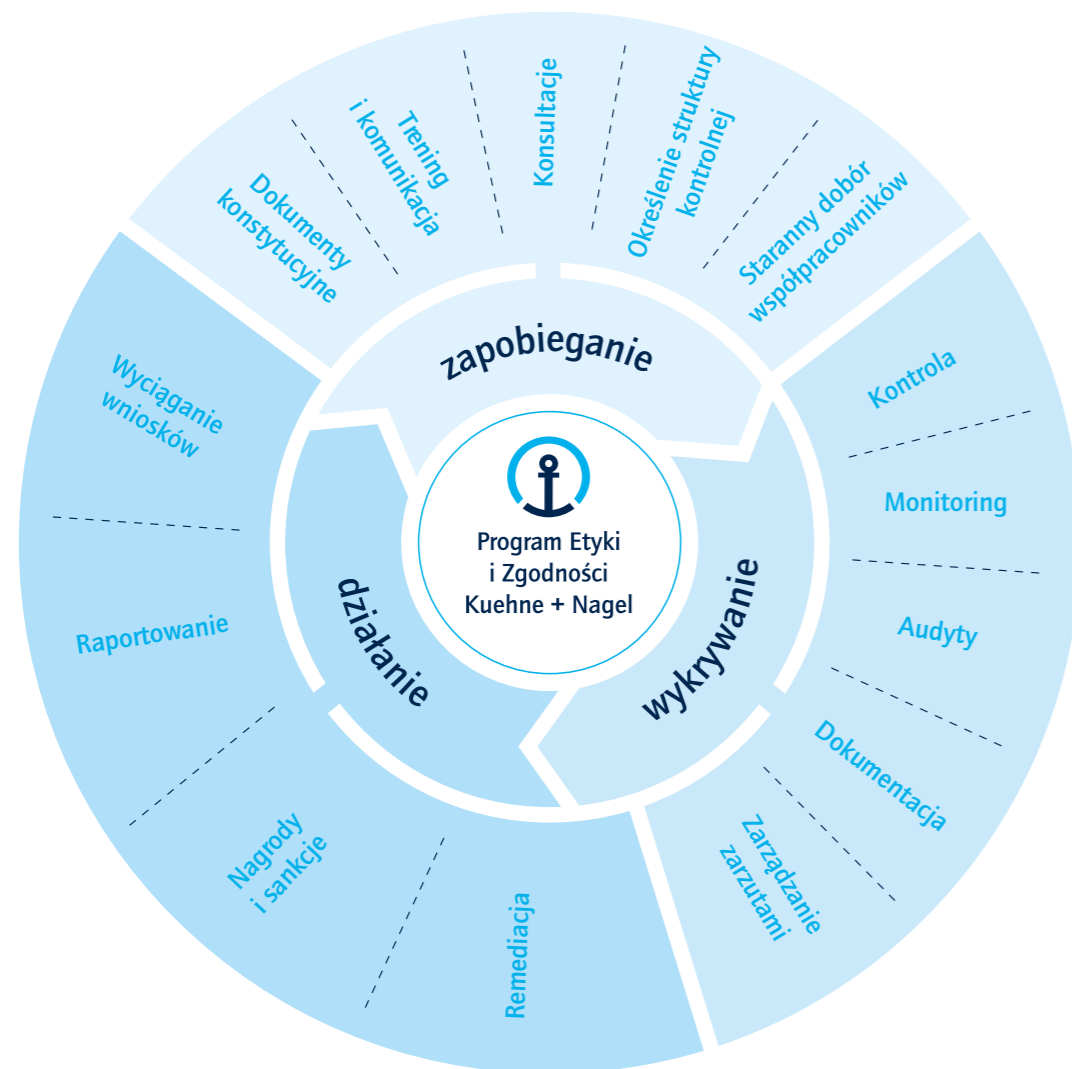 Dokumenty
konstytucyjne
Trening
i komunikacja
Konsultacje
Określenie struktury
kontrolnej
Staranny dobór
współpracowników
zapobieganie
Kontrola
Monitoring
Audyty
Dokumentacja
Zarządzanie
zarzutami
wykrywanie
Remediacja
Nagrody
i sankcje
Raportowanie
Wyciąganie
wniosków
działanie
Program Etyki
i Zgodności
Kuehne + Nagel